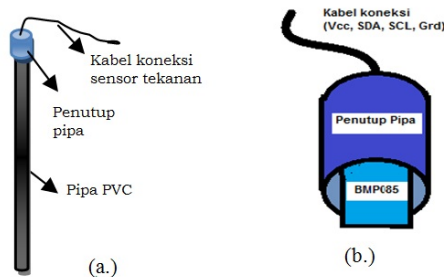 Kabel koneksi
sensor tekanan
Penutup
pipa
Pipa PVC
(a.)
Kabel koneksi
(Vcc, SDA, SCL, Grd)
Penutup Pipa
BMP085
(b.)